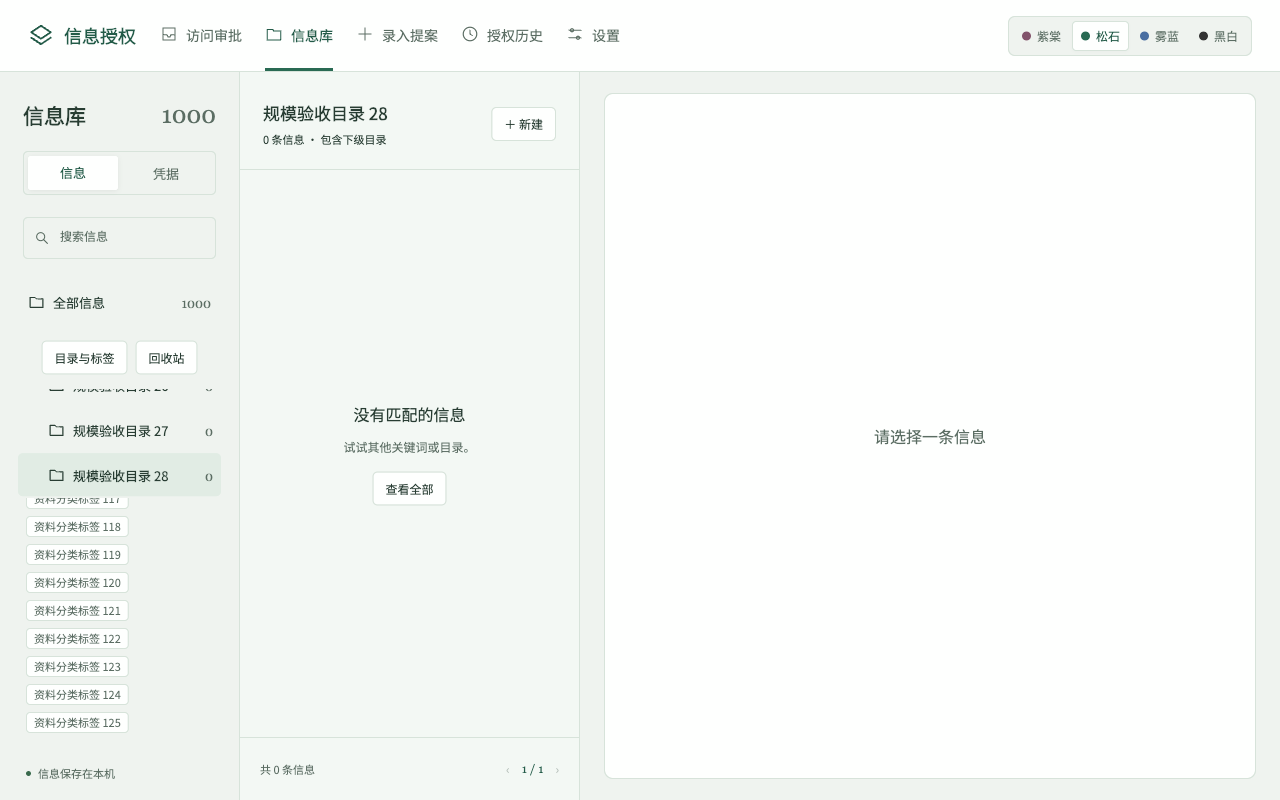 信息授权
访问审批
信息库
录入提案
授权历史
设置
紫棠
松石
雾蓝
黑白
信息库 1000
信息
凭据
搜索信息
全部信息 1000
目录与标签
回收站
规模验收目录 27 0
规模验收目录 28 0
资料分类标签 117
资料分类标签 118
资料分类标签 119
资料分类标签 120
资料分类标签 121
资料分类标签 122
资料分类标签 123
资料分类标签 124
资料分类标签 125
信息保存在本机
规模验收目录 28
0 条信息 · 包含下级目录
+ 新建
没有匹配的信息
试试其他关键词或目录。
查看全部
共 0 条信息
‹ 1 / 1 ›
请选择一条信息